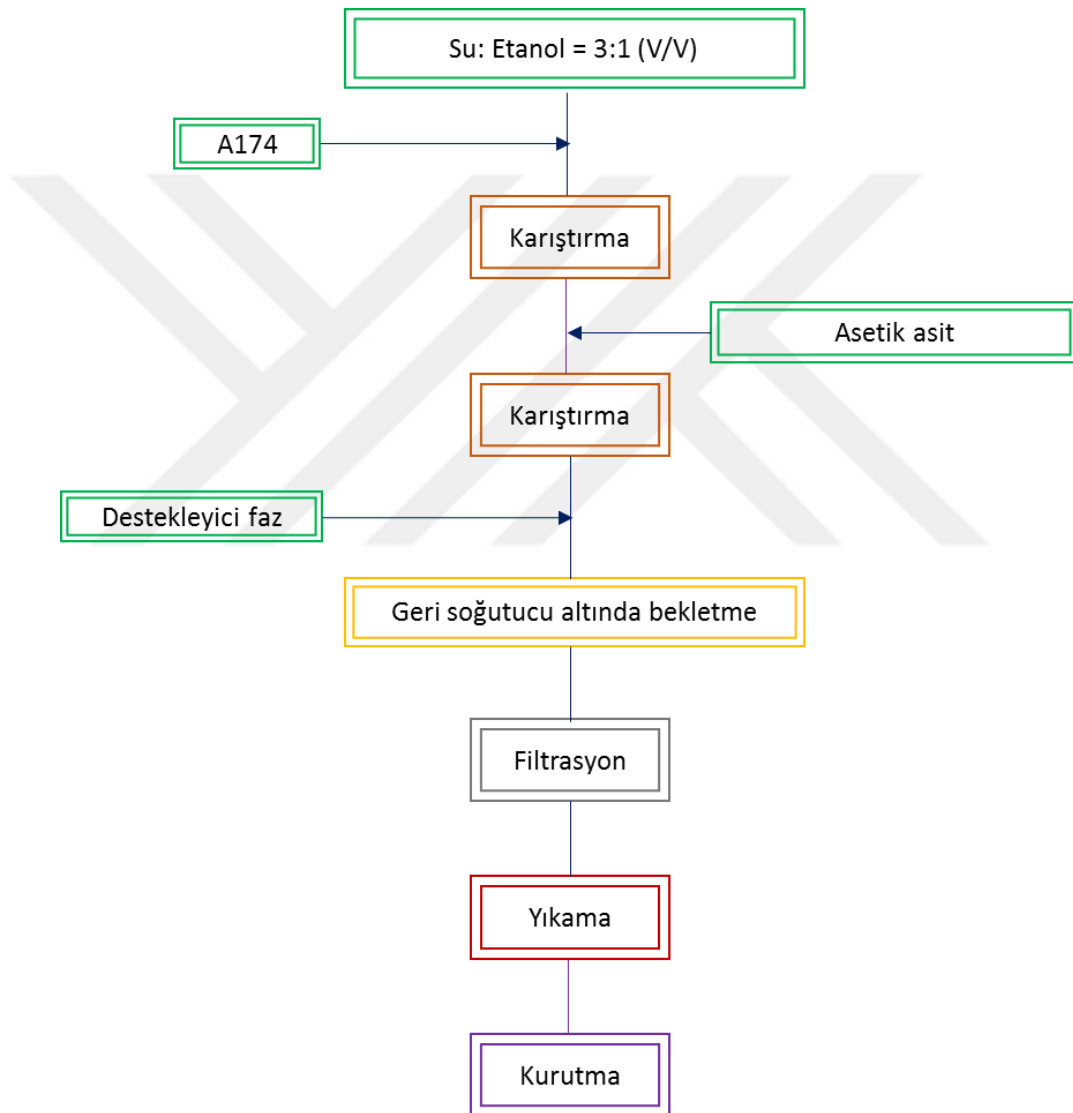 Su: Etanol = 3:1 (V/V)
A174
Karıştırma
Asetik asit
Karıştırma
Destekleyici faz
Geri soğutucu altında bekletme
Filtrasyon
Yıkama
Kurutma